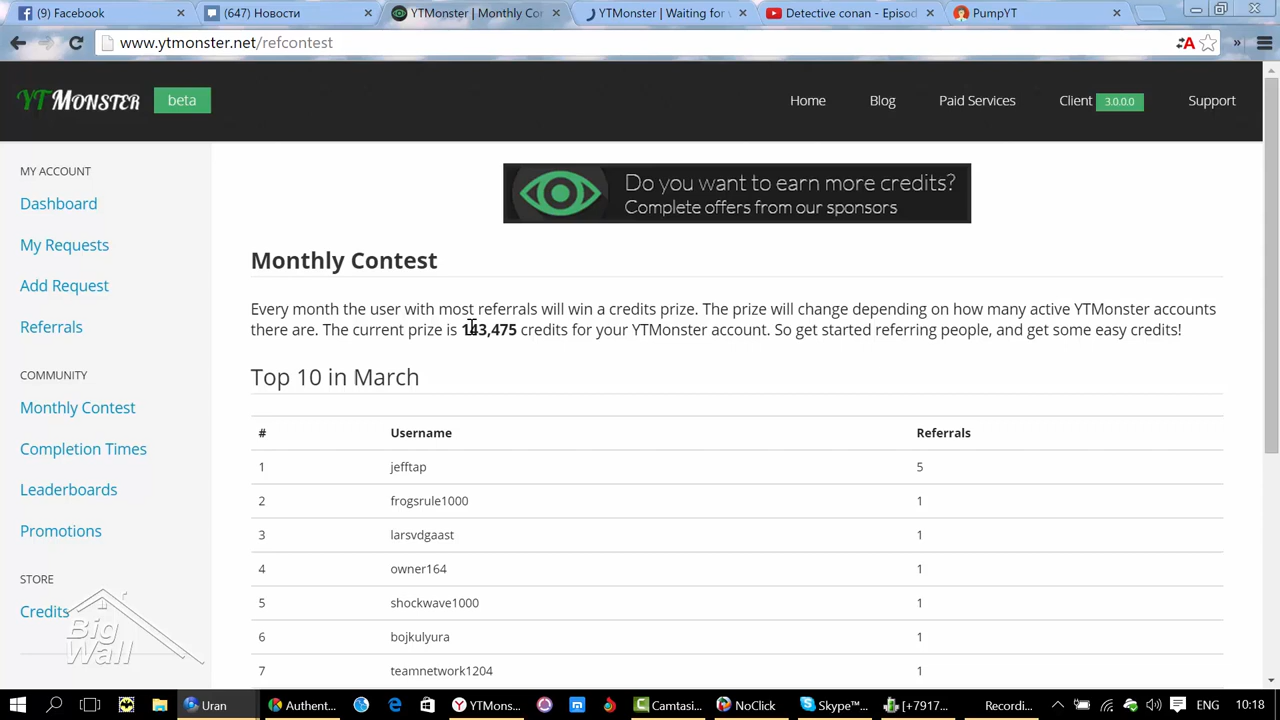 (9) Facebook
(647) Новости
YTMonster | Monthly Con
YTMonster | Waiting for
Detective conan - Episod
PumpYT
www.ytmonster.net/refcontest
YTMonster beta
Home Blog Paid Services Client 3.0.0.0 Support
MY ACCOUNT
Dashboard
My Requests
Add Request
Referrals
COMMUNITY
Monthly Contest
Completion Times
Leaderboards
Promotions
STORE
Credits
Big
Wall
Do you want to earn more credits?
Complete offers from our sponsors
Monthly Contest
Every month the user with most referrals will win a credits prize. The prize will change depending on how many active YTMonster accounts
there are. The current prize is 143,475 credits for your YTMonster account. So get started referring people, and get some easy credits!
Top 10 in March
# Username Referrals
1 jefftap 5
2 frogsrule1000 1
3 larsvdgaast 1
4 owner164 1
5 shockwave1000 1
6 bojkulyura 1
7 teamnetwork1204 1
Uran
Authent...
YTMons...
Camtasi...
NoClick
Skype™...
[+7917...
Recordi...
ENG
10:18